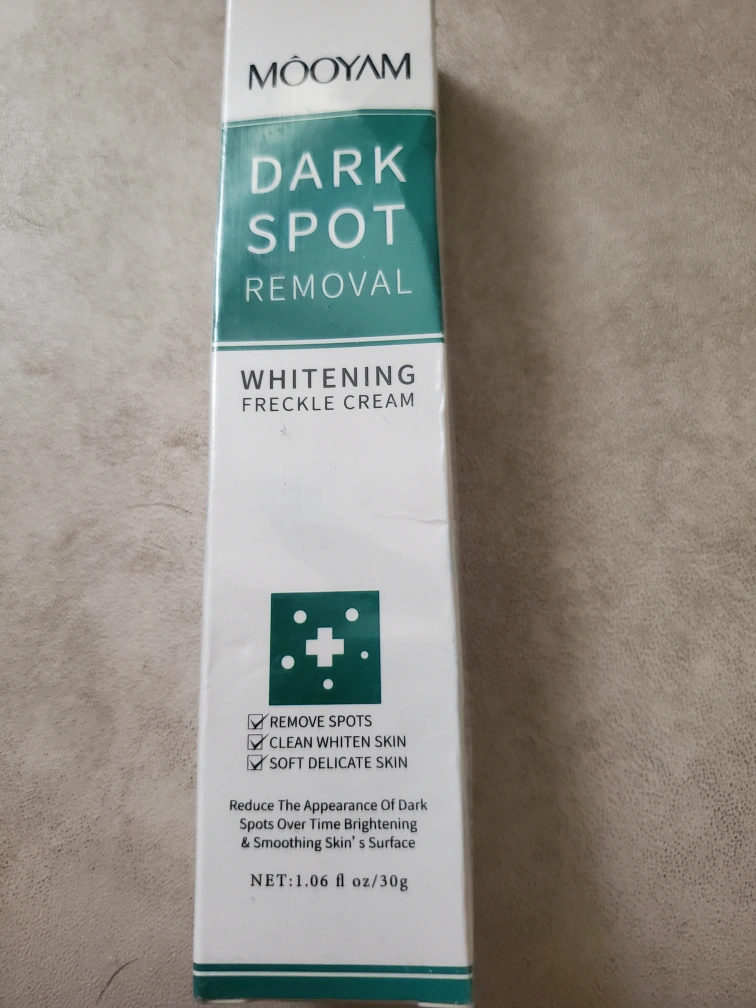 MÔOYAM
DARK
SPOT
REMOVAL
WHITENING
FRECKLE CREAM
REMOVE SPOTS
CLEAN WHITEN SKIN
SOFT DELICATE SKIN
Reduce The Appearance Of Dark
Spots Over Time Brightening
& Smoothing Skin's Surface
NET:1.06 fl oz/30g